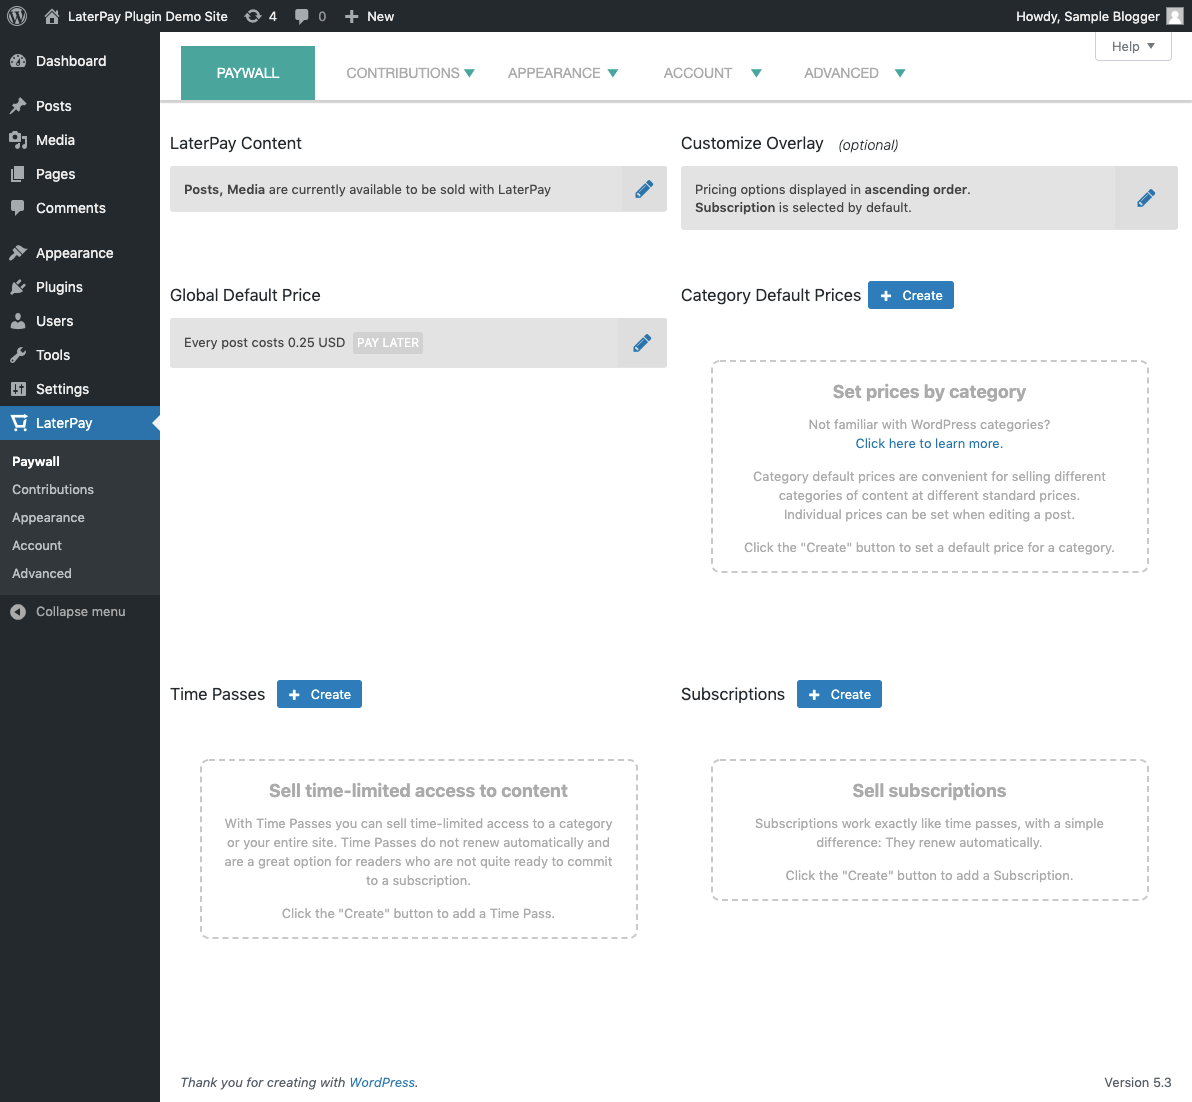 LaterPay Plugin Demo Site 4 0 New Howdy, Sample Blogger
Help
Dashboard
Posts
Media
Pages
Comments
Appearance
Plugins
Users
Tools
Settings
LaterPay
Paywall
Contributions
Appearance
Account
Advanced
Collapse menu
PAYWALL CONTRIBUTIONS APPEARANCE ACCOUNT ADVANCED
LaterPay Content
Posts, Media are currently available to be sold with LaterPay
Customize Overlay (optional)
Pricing options displayed in ascending order.
Subscription is selected by default.
Global Default Price
Every post costs 0.25 USD PAY LATER
Category Default Prices Create
Set prices by category
Not familiar with WordPress categories?
Click here to learn more.
Category default prices are convenient for selling different
categories of content at different standard prices.
Individual prices can be set when editing a post.
Click the "Create" button to set a default price for a category.
Time Passes Create
Sell time-limited access to content
With Time Passes you can sell time-limited access to a category
or your entire site. Time Passes do not renew automatically and
are a great option for readers who are not quite ready to commit
to a subscription.
Click the "Create" button to add a Time Pass.
Subscriptions Create
Sell subscriptions
Subscriptions work exactly like time passes, with a simple
difference: They renew automatically.
Click the "Create" button to add a Subscription.
Thank you for creating with WordPress.
Version 5.3